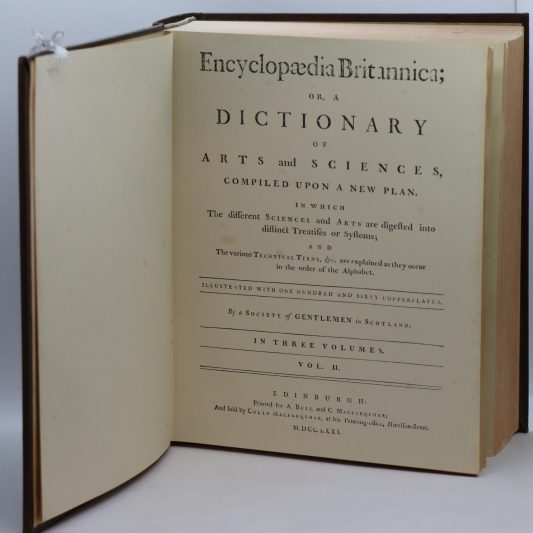 Encyclopædia Britannica;
OR, A
DICTIONARY
OF
ARTS and SCIENCES,
COMPILED UPON A NEW PLAN.
IN WHICH
The different SCIENCES and ARTS are digeſted into
diſtinct Treatiſes or Syſtems;
AND
The various TECHNICAL TERMS, &c. are explained as they occur
in the order of the Alphabet.
ILLUSTRATED WITH ONE HUNDRED AND SIXTY COPPERPLATES.
By a SOCIETY of GENTLEMEN in SCOTLAND.
IN THREE VOLUMES.
VOL. II.
EDINBURGH:
Printed for A. BELL and C. MACFARQUHAR;
And ſold by COLIN MACFARQUHAR, at his Printing-office, Nicolſon-ſtreet.
M.DCC.LXXI.